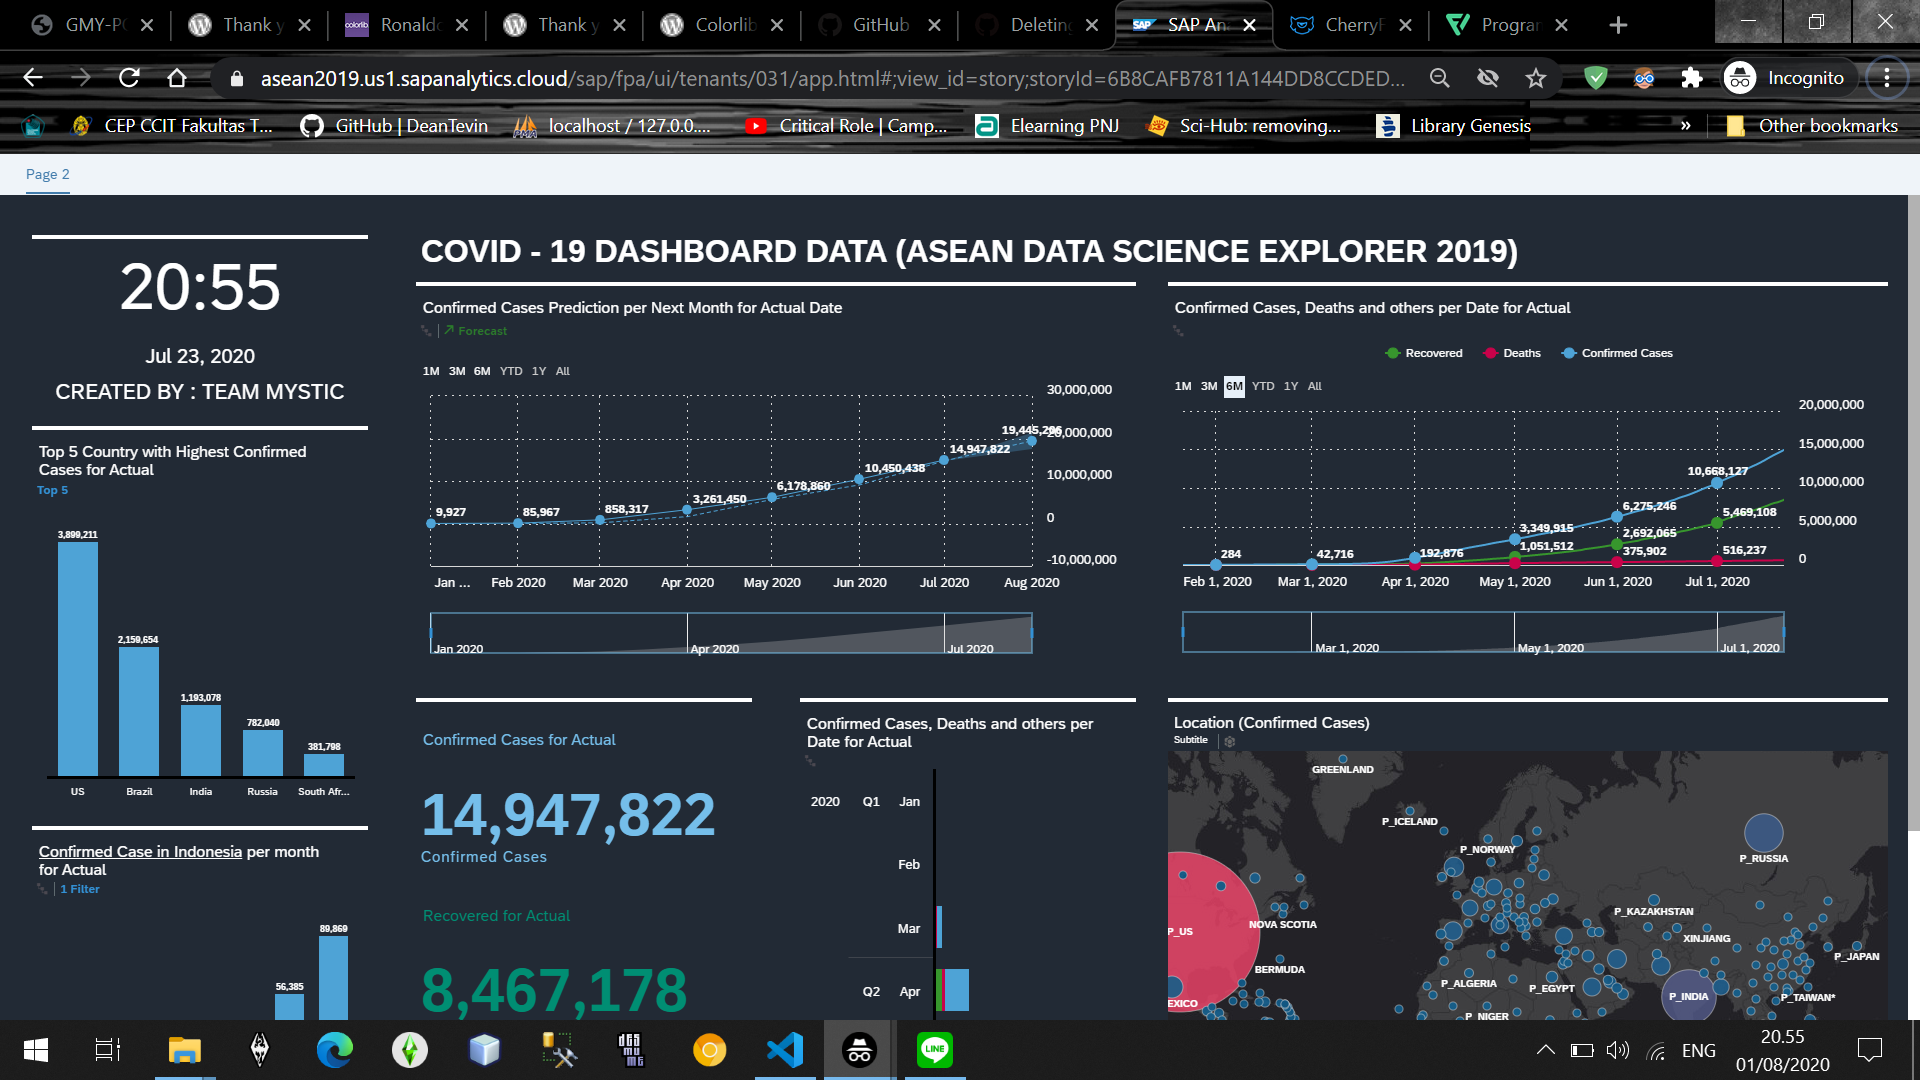 GMY-P
Thank y
Ronaldo
Thank y
Colorlib
GitHub
Deleting
SAP An
CherryP
Program
asean2019.us1.sapanalytics.cloud/sap/fpa/ui/tenants/031/app.html#;view_id=story;storyId=6B8CAFB7811A144DD8CCDED...
Incognito
CEP CCIT Fakultas T...
GitHub | DeanTevin
localhost / 127.0.0....
Critical Role | Camp...
Elearning PNJ
Sci-Hub: removing...
Library Genesis
»
Other bookmarks
Page 2
20:55
Jul 23, 2020
CREATED BY : TEAM MYSTIC
COVID - 19 DASHBOARD DATA (ASEAN DATA SCIENCE EXPLORER 2019)
Top 5 Country with Highest Confirmed
Cases for Actual
Top 5
3,899,211
2,159,654
1,193,078
782,040
381,798
US
Brazil
India
Russia
South Afr...
Confirmed Case in Indonesia per month
for Actual
1 Filter
89,869
56,385
Confirmed Cases Prediction per Next Month for Actual Date
Forecast
1M 3M 6M YTD 1Y All
30,000,000
20,000,000
10,000,000
0
-10,000,000
9,927
85,967
858,317
3,261,450
6,178,860
10,450,438
14,947,822
Jan ...
Feb 2020
Mar 2020
Apr 2020
May 2020
Jun 2020
Jul 2020
Aug 2020
Jan 2020
Apr 2020
Jul 2020
Confirmed Cases, Deaths and others per Date for Actual
Recovered
Deaths
Confirmed Cases
1M 3M 6M YTD 1Y All
20,000,000
15,000,000
10,000,000
5,000,000
0
284
42,716
192,876
3,349,915
1,051,512
6,275,246
2,692,065
375,902
10,668,127
5,469,108
516,237
Feb 1, 2020
Mar 1, 2020
Apr 1, 2020
May 1, 2020
Jun 1, 2020
Jul 1, 2020
Mar 1, 2020
May 1, 2020
Jul 1, 2020
Confirmed Cases for Actual
14,947,822
Confirmed Cases
Recovered for Actual
8,467,178
Confirmed Cases, Deaths and others per
Date for Actual
2020
Q1
Jan
Feb
Mar
Q2
Apr
Location (Confirmed Cases)
Subtitle
GREENLAND
P_ICELAND
P_NORWAY
P_RUSSIA
P_KAZAKHSTAN
NOVA SCOTIA
P_US
XINJIANG
P_JAPAN
BERMUDA
P_ALGERIA
P_EGYPT
P_INDIA
P_TAIWAN*
EXICO
P_NIGER
LINE
ENG
20.55
01/08/2020